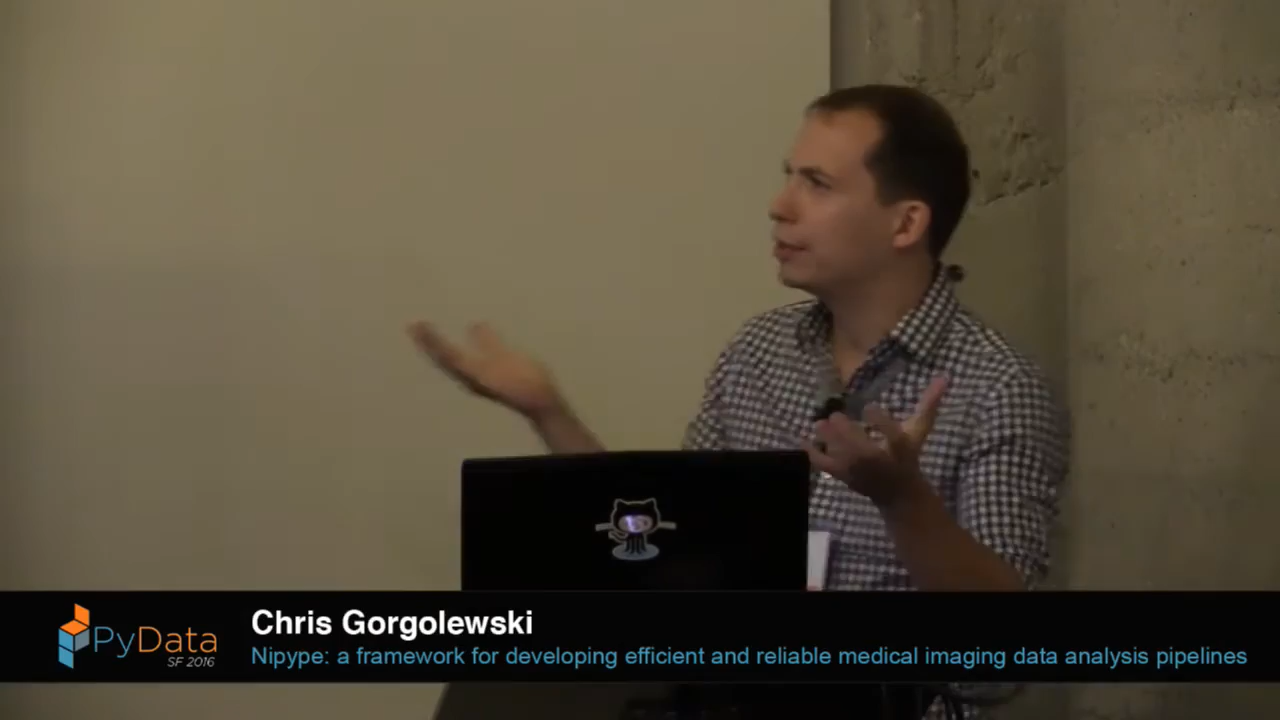 Chris Gorgolewski
PyData
SF 2016
Nipype: a framework for developing efficient and reliable medical imaging data analysis pipelines